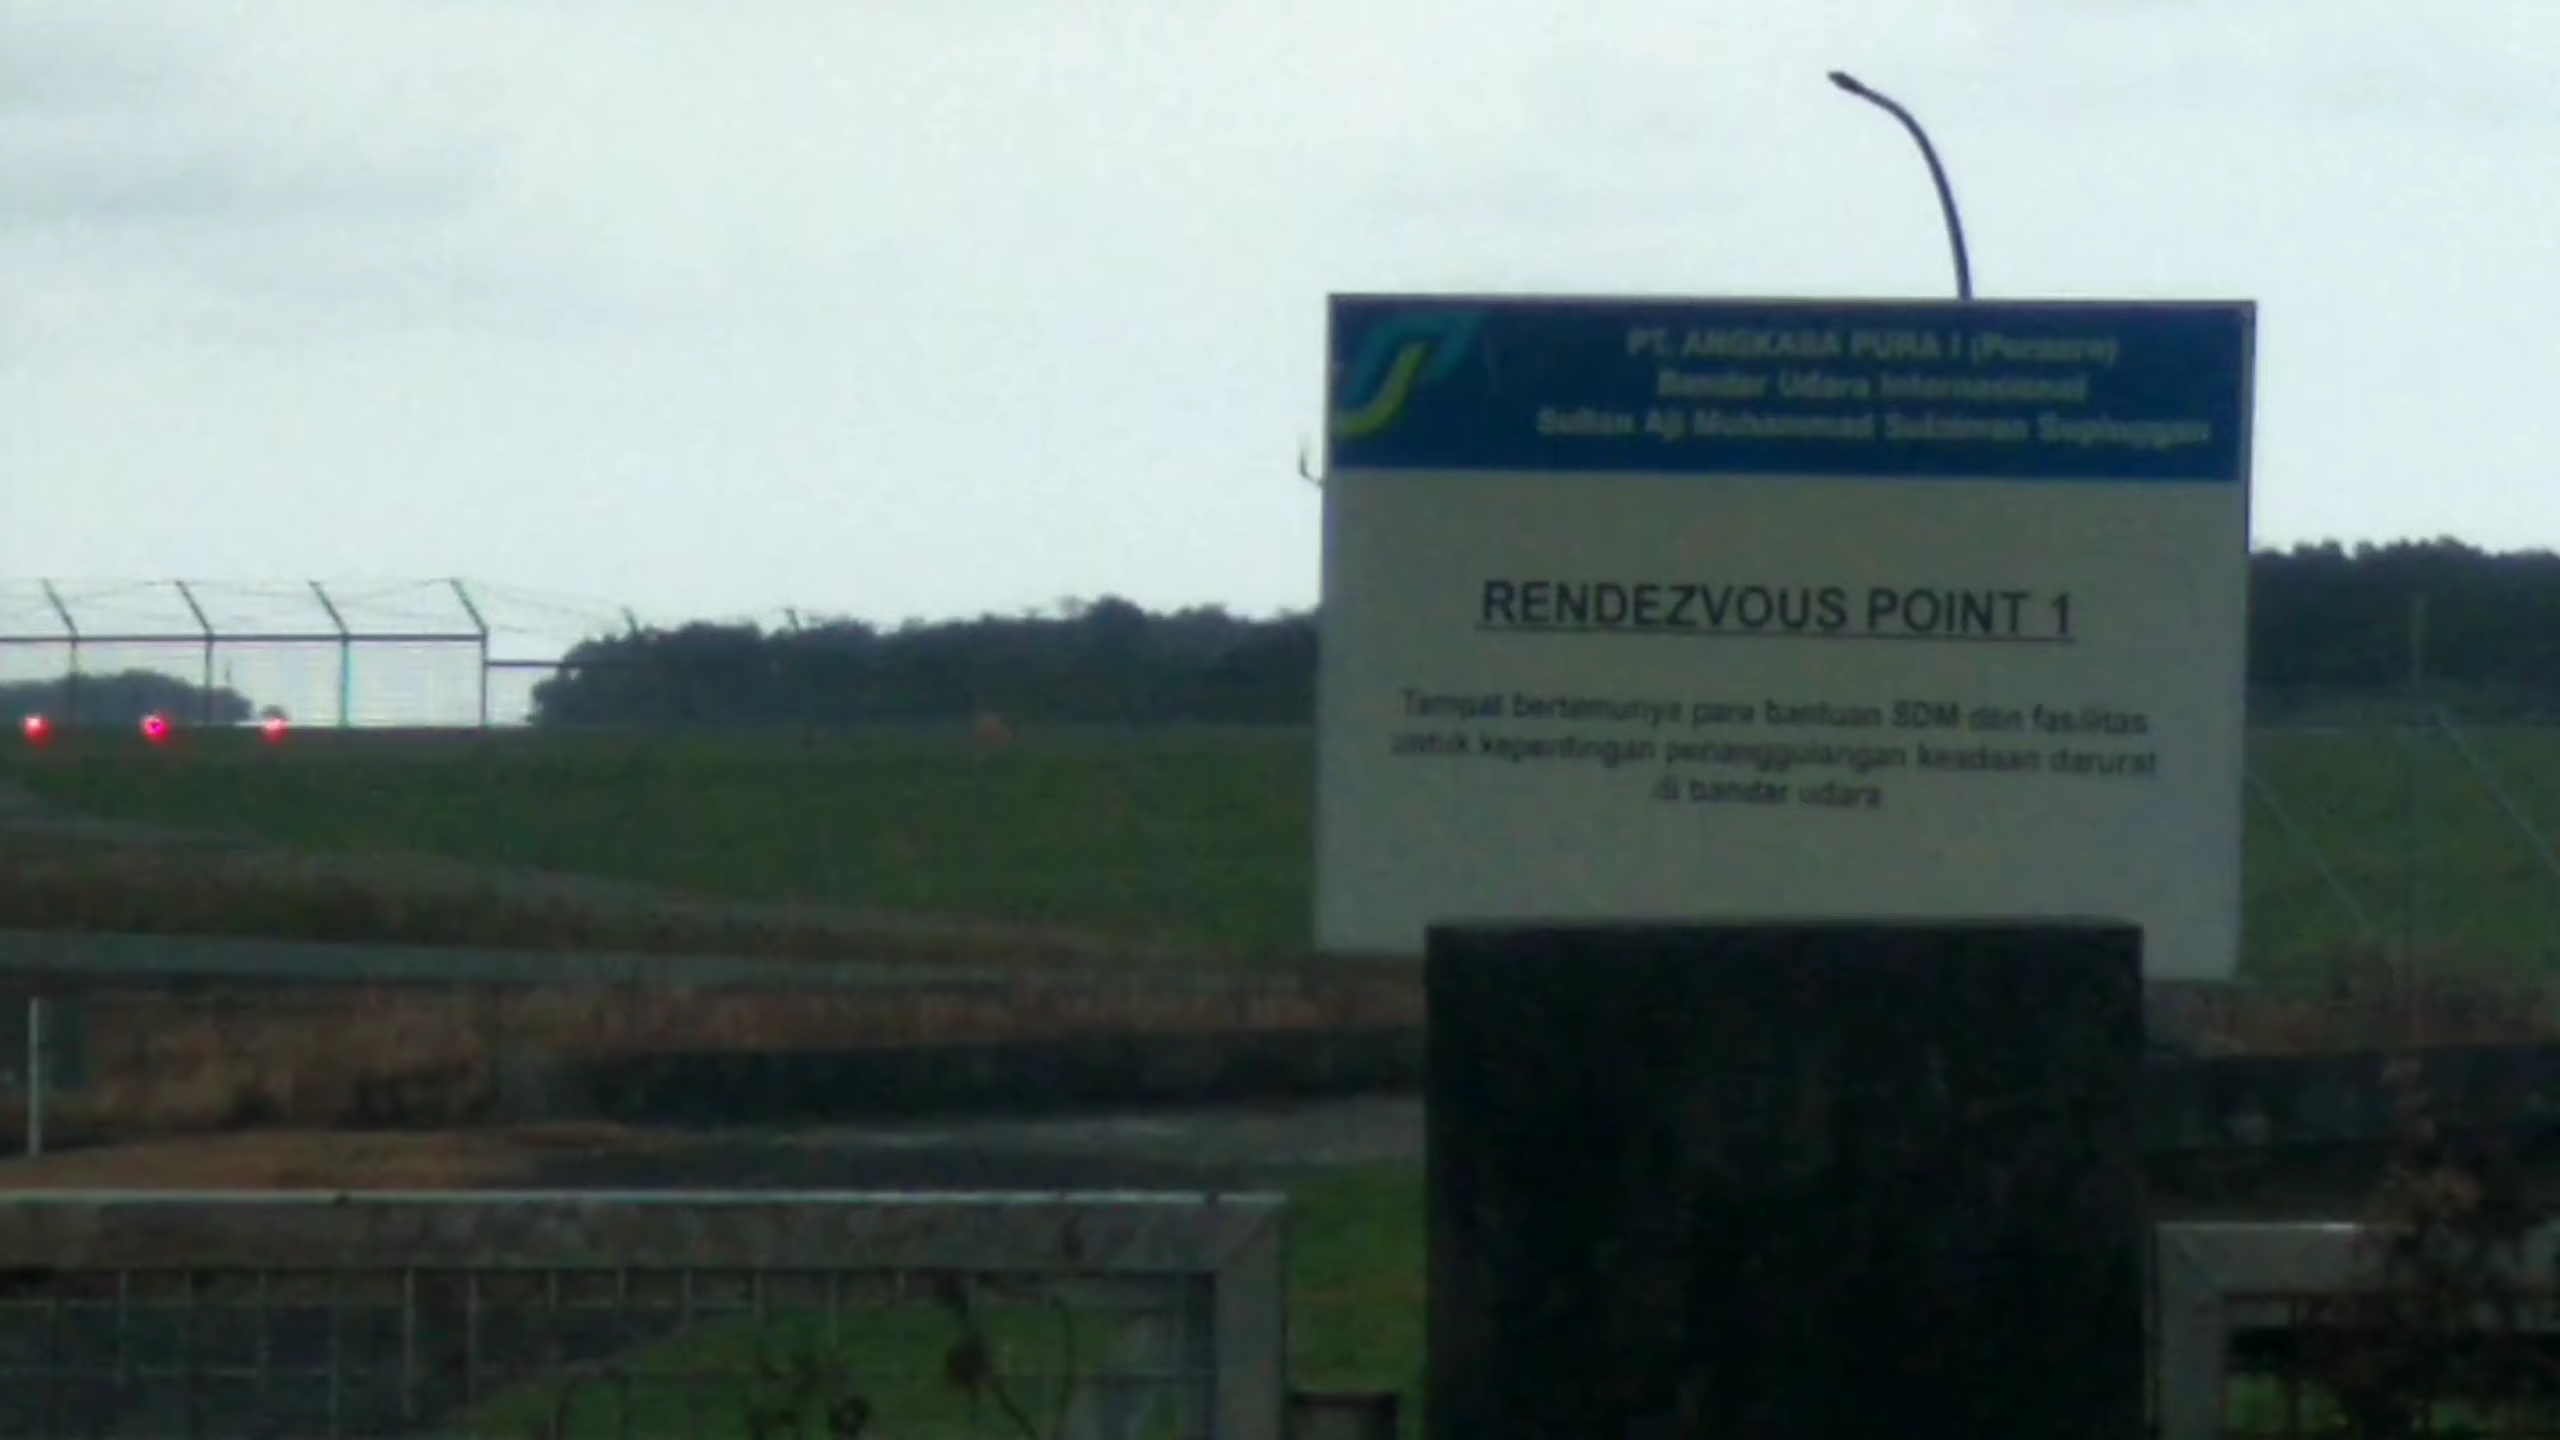 PT. ANGKASA PURA I (Persero)
Bandar Udara Internasional
Sultan Aji Muhammad Sulaiman Sepinggan
RENDEZVOUS POINT 1
Tempat bertemunya para bantuan SDM dan fasilitas
untuk kepentingan penanggulangan keadaan darurat
di bandar udara